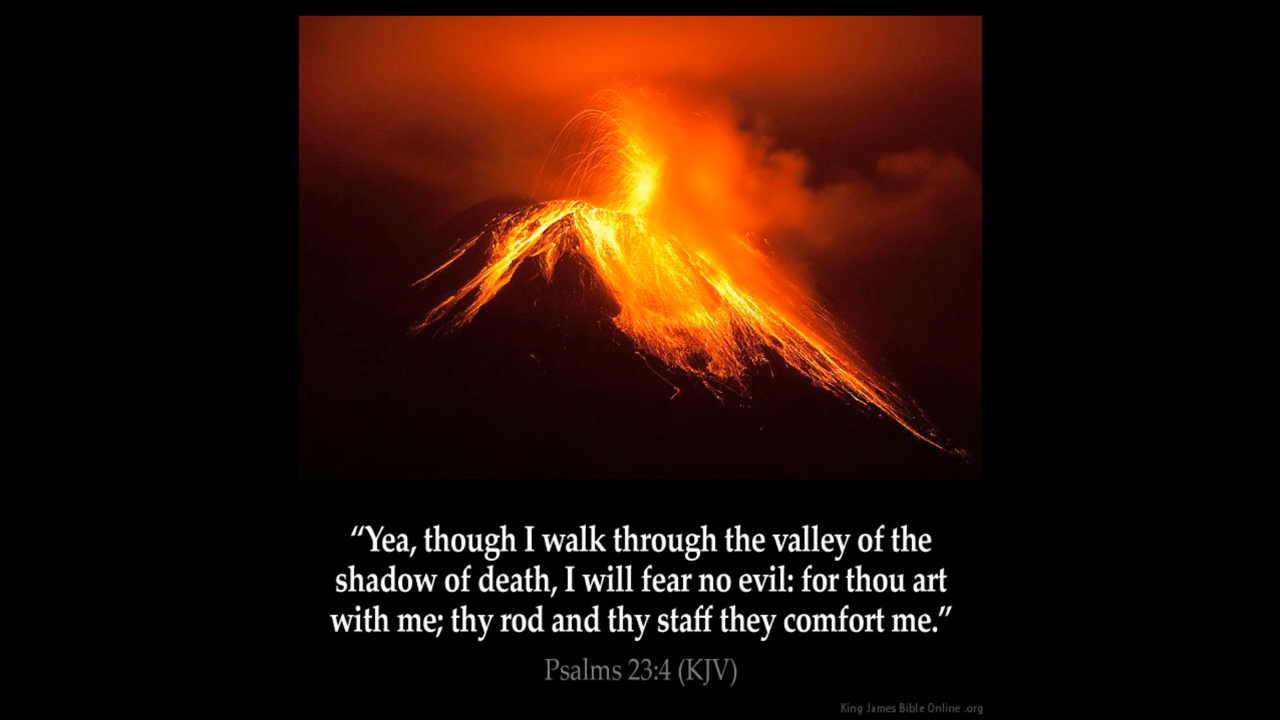 “Yea, though I walk through the valley of the
shadow of death, I will fear no evil: for thou art
with me; thy rod and thy staff they comfort me.”
Psalms 23:4 (KJV)
King James Bible Online .org